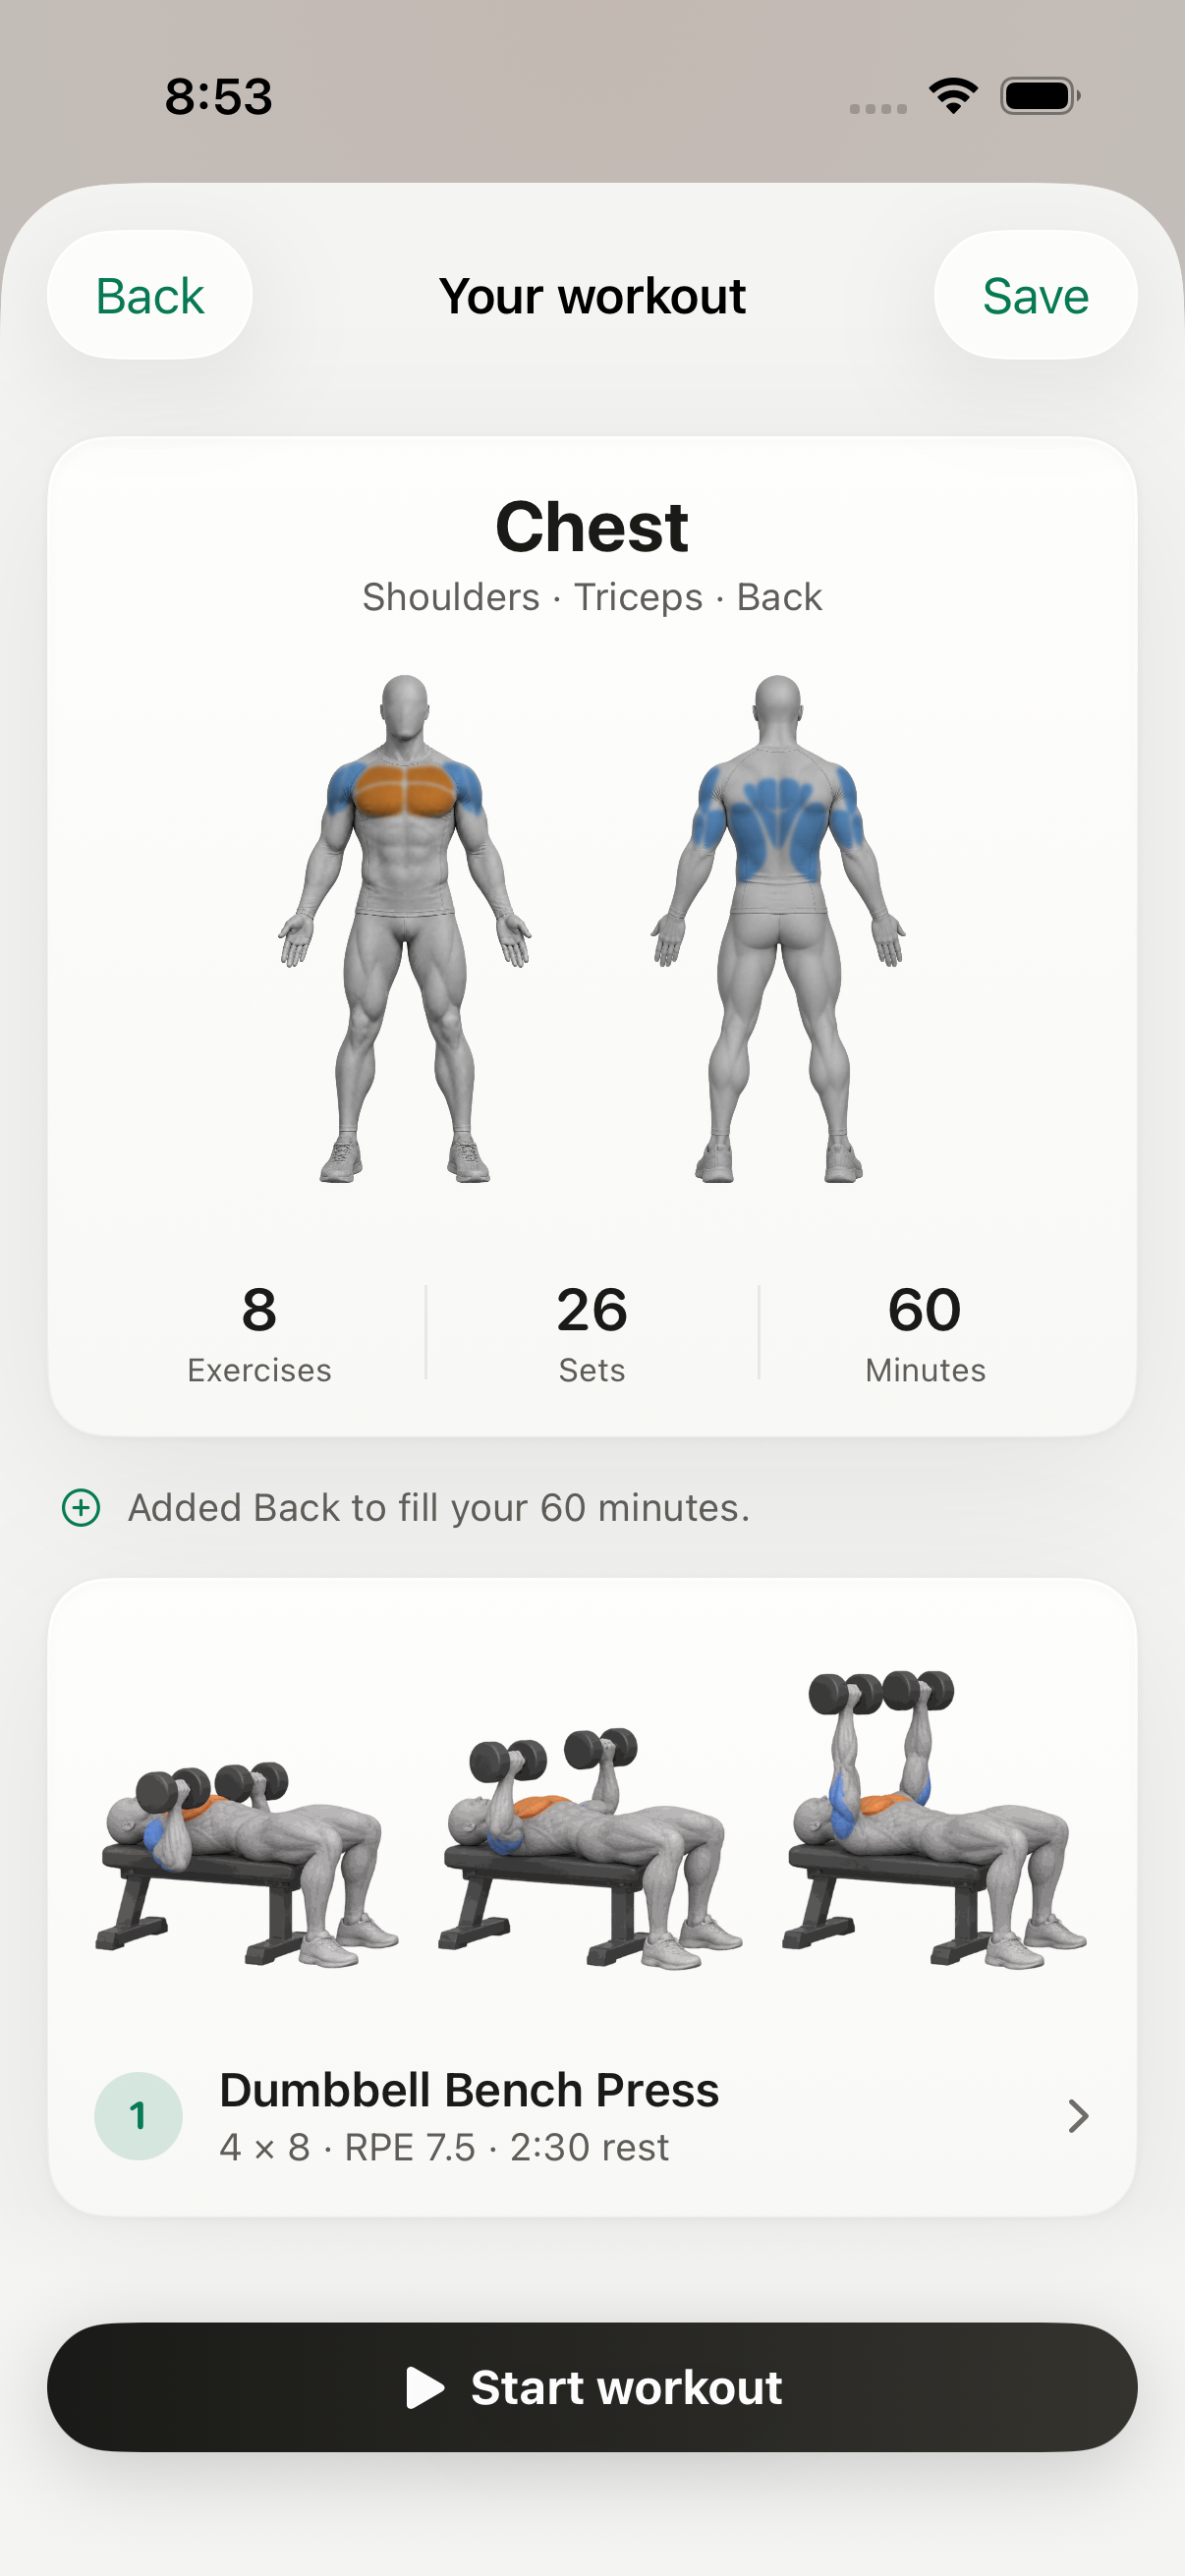 8:53
Back
Your workout
Save
Chest
Shoulders · Triceps · Back
8
26
60
Exercises
Sets
Minutes
Added Back to fill your 60 minutes.
1
Dumbbell Bench Press
4 × 8 · RPE 7.5 · 2:30 rest
Start workout